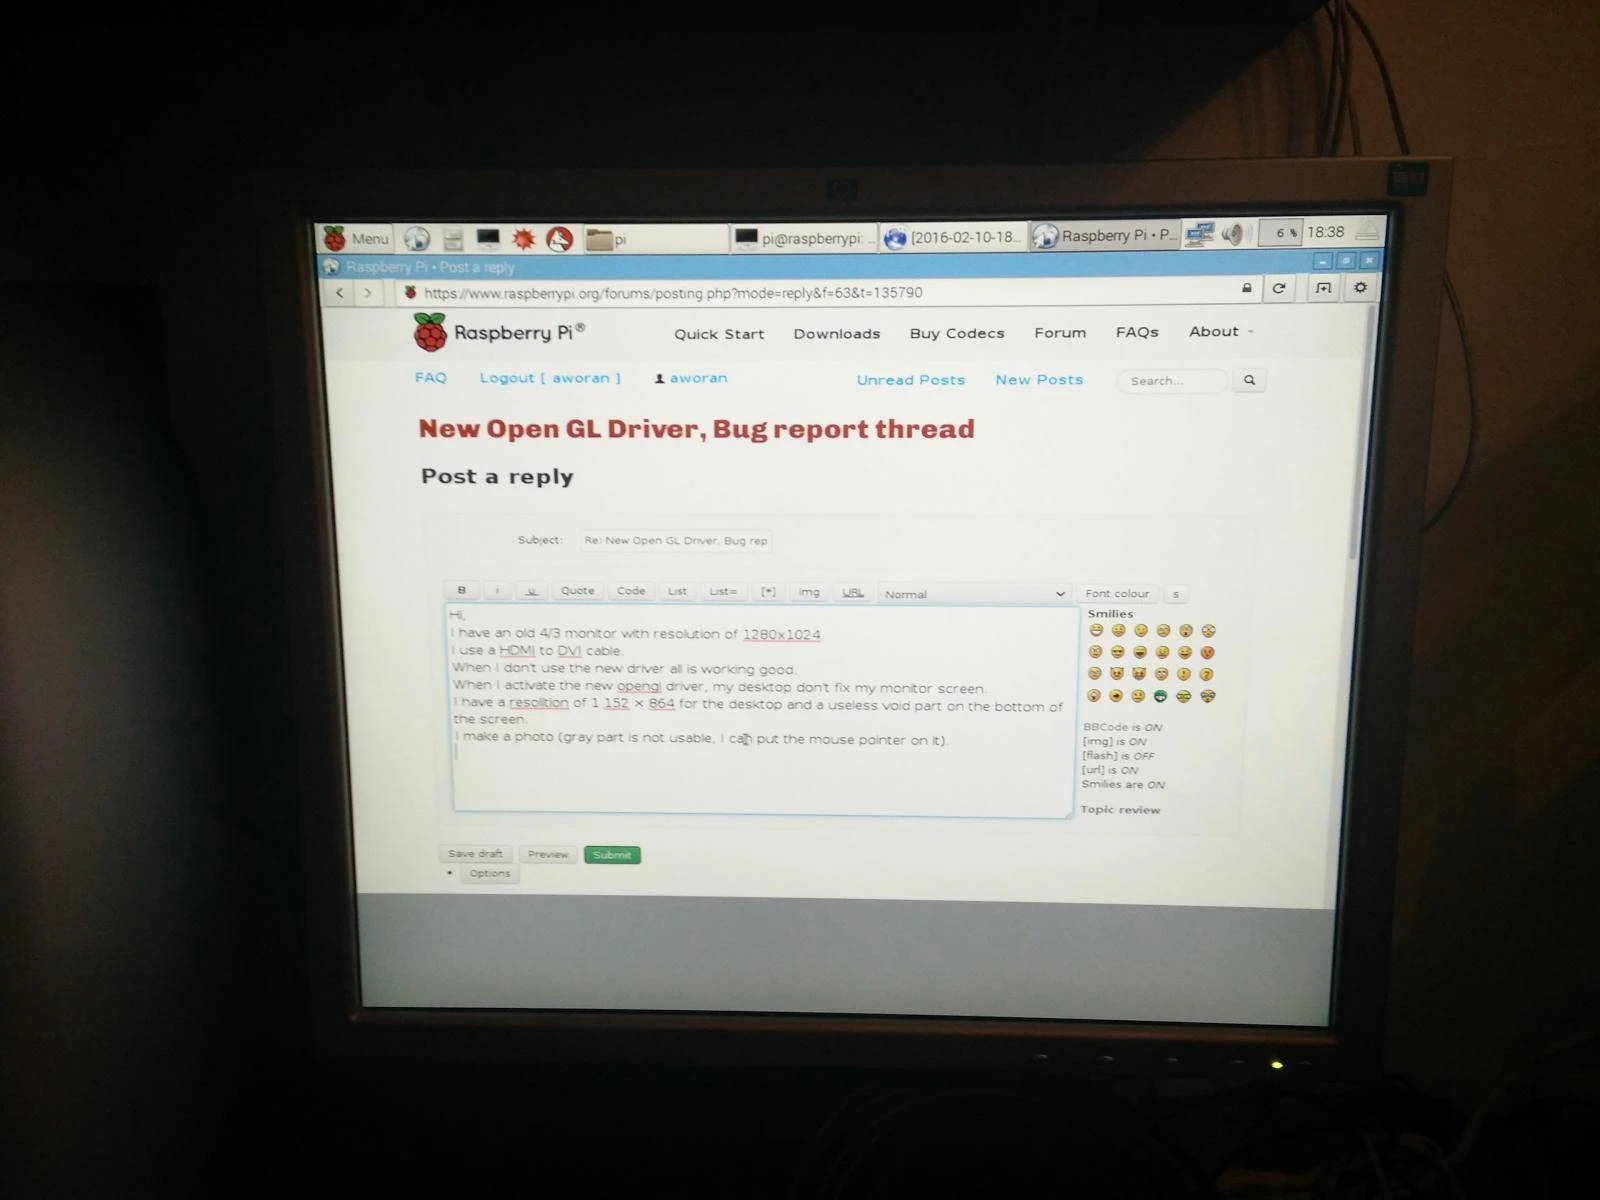 Menu
pi
pi@raspberrypi: ...
[2016-02-10-18...
Raspberry Pi • P...
6 %
18:38
Raspberry Pi • Post a reply
https://www.raspberrypi.org/forums/posting.php?mode=reply&f=63&t=135790
Raspberry Pi®
Quick Start Downloads Buy Codecs Forum FAQs About
FAQ Logout [ aworan ] aworan Unread Posts New Posts Search...
New Open GL Driver, Bug report thread
Post a reply
Subject: Re: New Open GL Driver, Bug rep
B i u Quote Code List List= [*] img URL Normal Font colour s
Hi,
I have an old 4/3 monitor with resolution of 1280x1024
I use a HDMI to DVI cable.
When I don't use the new driver all is working good.
When I activate the new opengl driver, my desktop don't fix my monitor screen.
I have a resolition of 1 152 × 864 for the desktop and a useless void part on the bottom of
the screen.
I make a photo (gray part is not usable, I can put the mouse pointer on it).
Smilies
BBCode is ON
[img] is ON
[flash] is OFF
[url] is ON
Smilies are ON
Topic review
Save draft Preview Submit
• Options